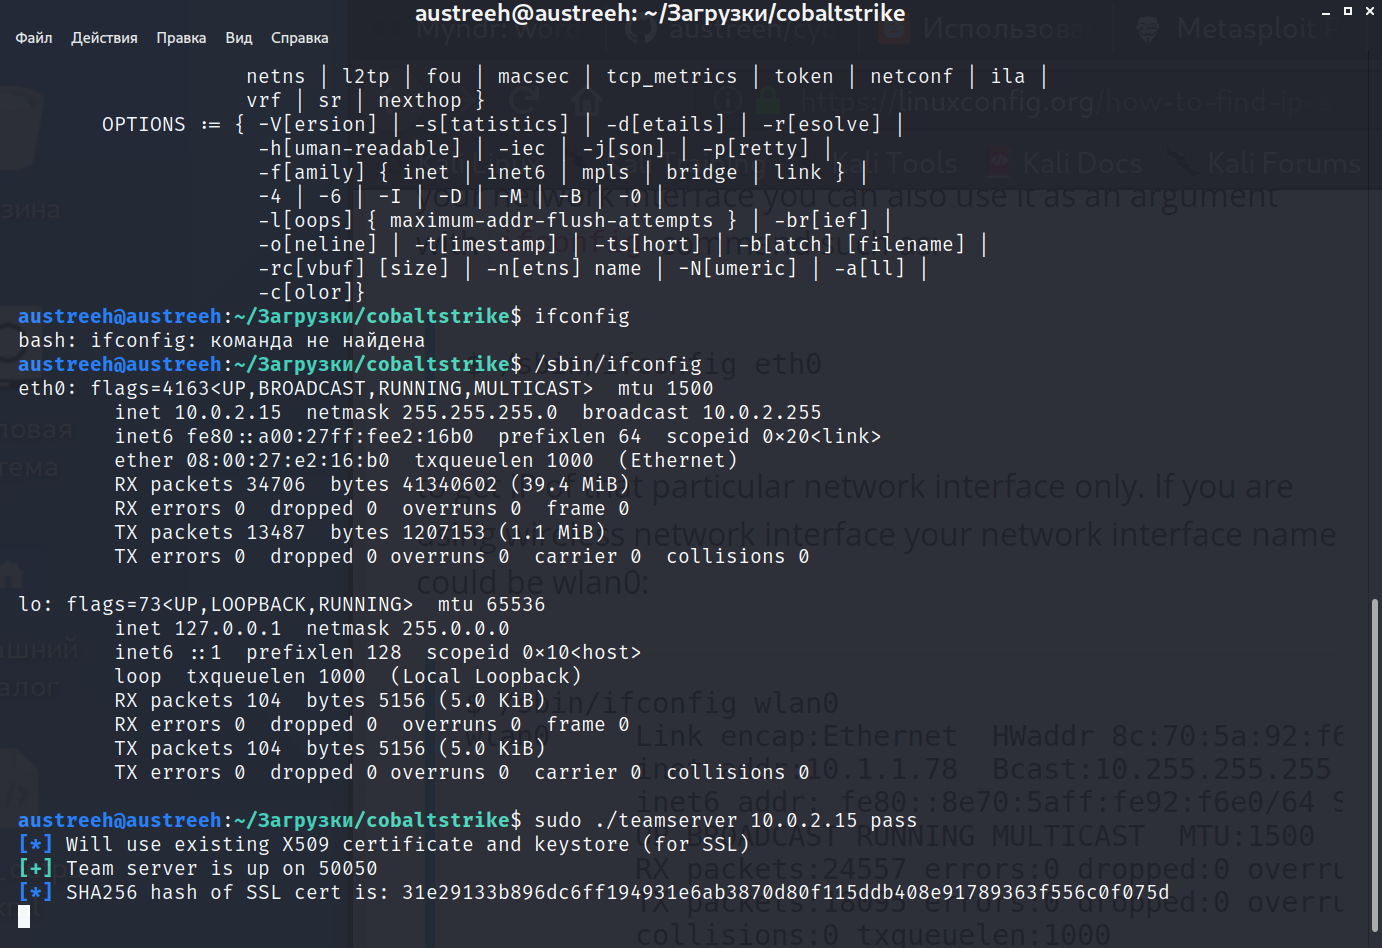 austreeh@austreeh: ~/Загрузки/cobaltstrike
Файл Действия Правка Вид Справка
netns | l2tp | fou | macsec | tcp_metrics | token | netconf | ila |
vrf | sr | nexthop }
OPTIONS := { -V[ersion] | -s[tatistics] | -d[etails] | -r[esolve] |
-h[uman-readable] | -iec | -j[son] | -p[retty] |
-f[amily] { inet | inet6 | mpls | bridge | link } |
-4 | -6 | -I | -D | -M | -B | -0 |
-l[oops] { maximum-addr-flush-attempts } | -br[ief] |
-o[neline] | -t[imestamp] | -ts[hort] | -b[atch] [filename] |
-rc[vbuf] [size] | -n[etns] name | -N[umeric] | -a[ll] |
-c[olor]}
austreeh@austreeh:~/Загрузки/cobaltstrike$ ifconfig
bash: ifconfig: команда не найдена
austreeh@austreeh:~/Загрузки/cobaltstrike$ /sbin/ifconfig
eth0: flags=4163<UP,BROADCAST,RUNNING,MULTICAST>  mtu 1500
inet 10.0.2.15  netmask 255.255.255.0  broadcast 10.0.2.255
inet6 fe80::a00:27ff:fee2:16b0  prefixlen 64  scopeid 0×20<link>
ether 08:00:27:e2:16:b0  txqueuelen 1000  (Ethernet)
RX packets 34706  bytes 41340602 (39.4 MiB)
RX errors 0  dropped 0  overruns 0  frame 0
TX packets 13487  bytes 1207153 (1.1 MiB)
TX errors 0  dropped 0 overruns 0  carrier 0  collisions 0
lo: flags=73<UP,LOOPBACK,RUNNING>  mtu 65536
inet 127.0.0.1  netmask 255.0.0.0
inet6 ::1  prefixlen 128  scopeid 0×10<host>
loop  txqueuelen 1000  (Local Loopback)
RX packets 104  bytes 5156 (5.0 KiB)
RX errors 0  dropped 0  overruns 0  frame 0
TX packets 104  bytes 5156 (5.0 KiB)
TX errors 0  dropped 0 overruns 0  carrier 0  collisions 0
austreeh@austreeh:~/Загрузки/cobaltstrike$ sudo ./teamserver 10.0.2.15 pass
[*] Will use existing X509 certificate and keystore (for SSL)
[+] Team server is up on 50050
[*] SHA256 hash of SSL cert is: 31e29133b896dc6ff194931e6ab3870d80f115ddb408e91789363f556c0f075d